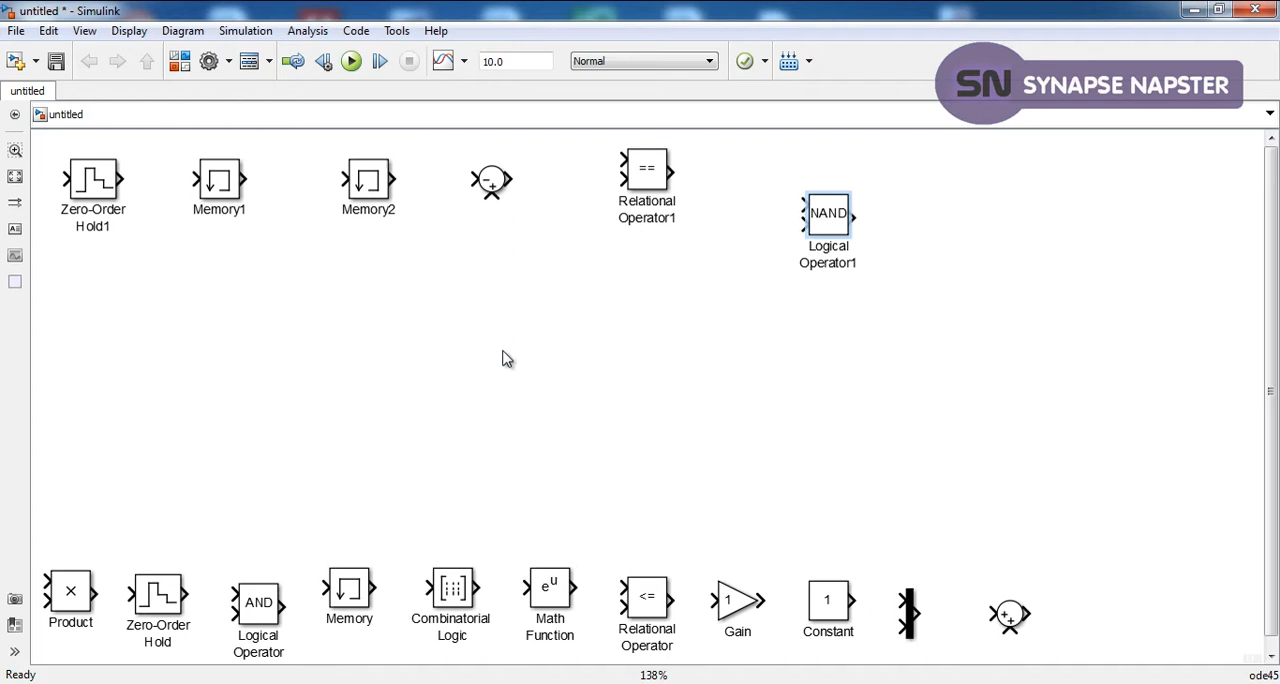 untitled * - Simulink
File Edit View Display Diagram Simulation Analysis Code Tools Help
10.0
Normal
SN SYNAPSE NAPSTER
untitled
untitled
Zero-Order
Hold1
Memory1
Memory2
-
+
==
Relational
Operator1
NAND
Logical
Operator1
×
Product
Zero-Order
Hold
AND
Logical
Operator
Memory
Combinatorial
Logic
eu
Math
Function
<=
Relational
Operator
1
Gain
1
Constant
+
+
Ready
138%
ode45